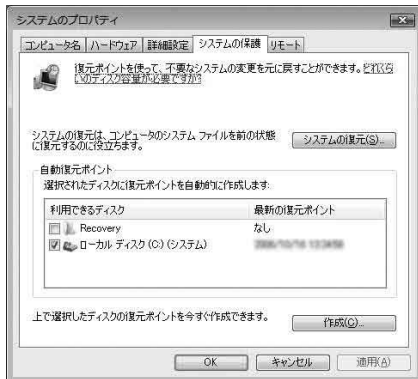 システムのプロパティ
コンピュータ名 ハードウェア 詳細設定 システムの保護 リモート
復元ポイントを使って、不要なシステムの変更を元に戻すことができます。どれくら
いのディスク容量が必要ですか?
システムの復元は、コンピュータのシステム ファイルを前の状態
に復元するのに役立ちます。
システムの復元(S)...
自動復元ポイント
選択されたディスクに復元ポイントを自動的に作成します:
利用できるディスク 最新の復元ポイント
Recovery なし
ローカル ディスク (C:) (システム)
上で選択したディスクの復元ポイントを今すぐ作成できます。
作成(C)...
OK キャンセル 適用(A)